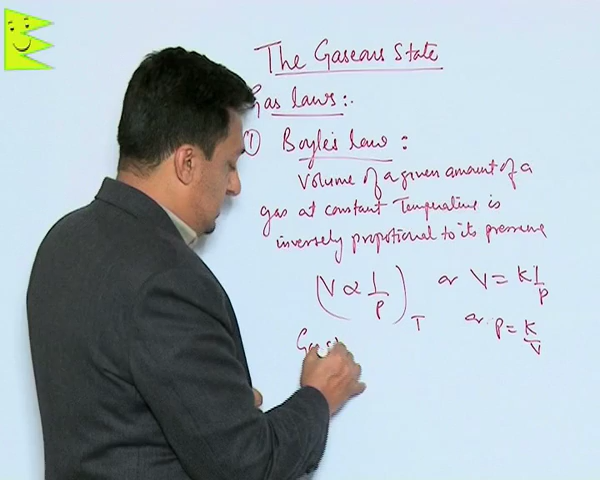 The Gaseous State
Gas laws:.
① Boyle's law :
Volume of a given amount of a
gas at constant Temperature is
inversely propotional to its pressure
(V ∝ 1/P)T or V = K 1/P
or P = K/V